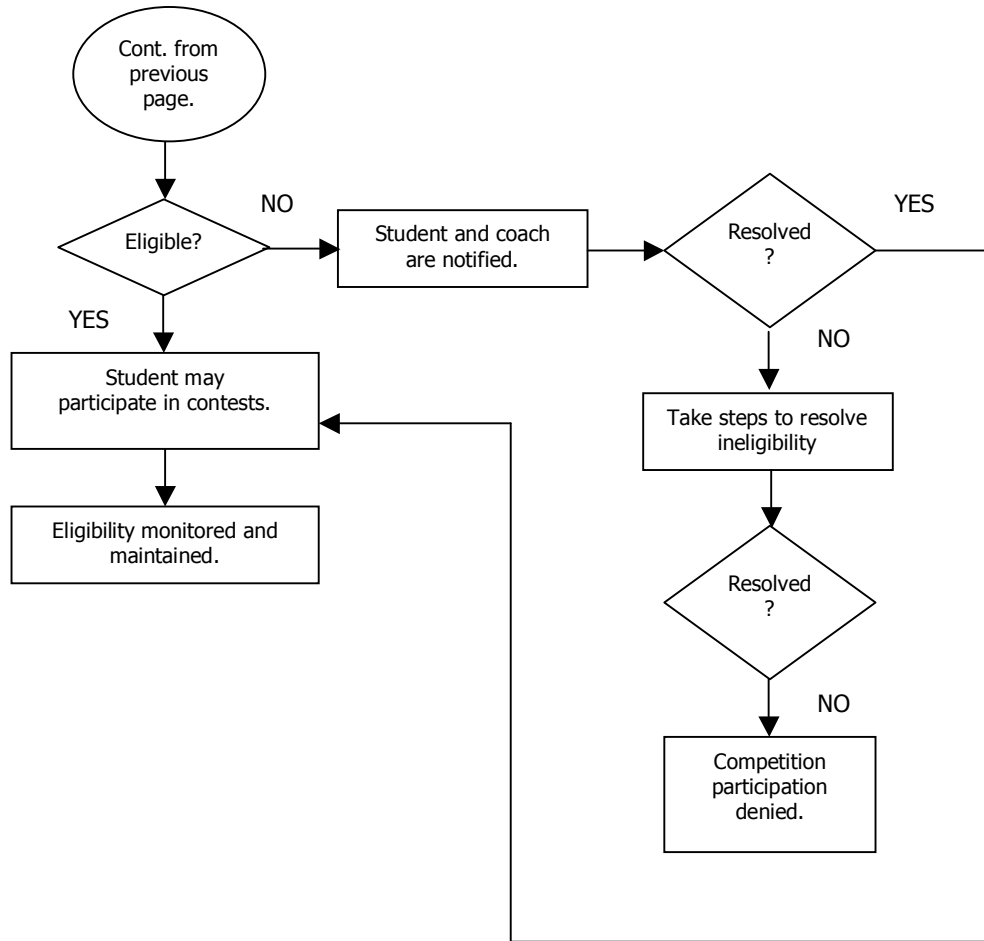 Cont. from
previous
page.
Eligible?
NO
Student and coach
are notified.
Resolved
?
YES
YES
Student may
participate in contests.
NO
Take steps to resolve
ineligibility
Eligibility monitored and
maintained.
Resolved
?
NO
Competition
participation
denied.